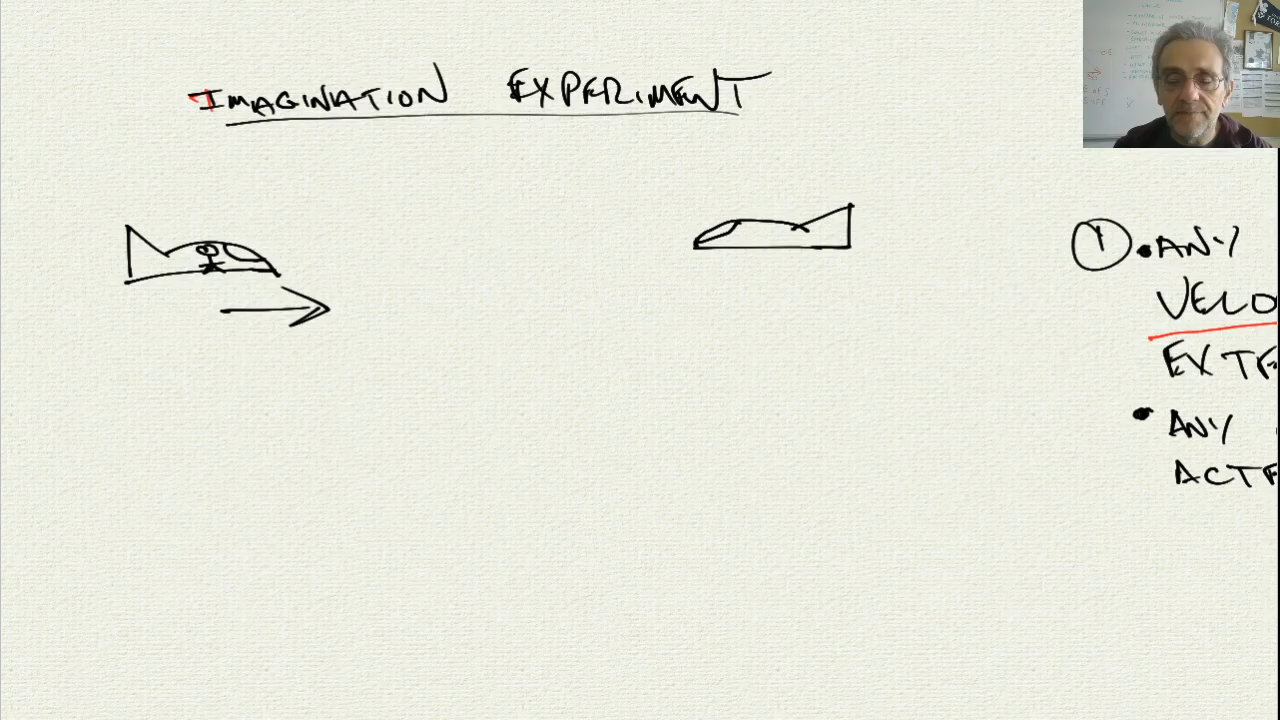 IMAGINATION EXPERIMENT
① • ANY
VELO
EXTE
• ANY
ACTE